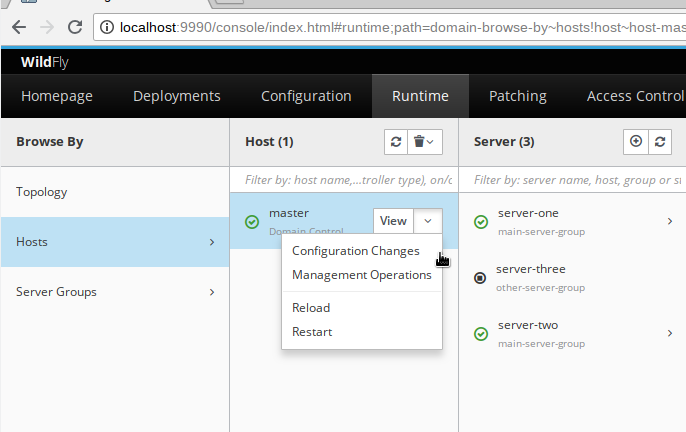 localhost:9990/console/index.html#runtime;path=domain-browse-by~hosts!host~host-mas
WildFly
Homepage Deployments Configuration Runtime Patching Access Control
Browse By
Topology
Hosts
Server Groups
Host (1)
Filter by: host name,...troller type), on/c
master
View
Domain Control
Configuration Changes
Management Operations
Reload
Restart
Server (3)
Filter by: server name, host, group or st
server-one
main-server-group
server-three
other-server-group
server-two
main-server-group